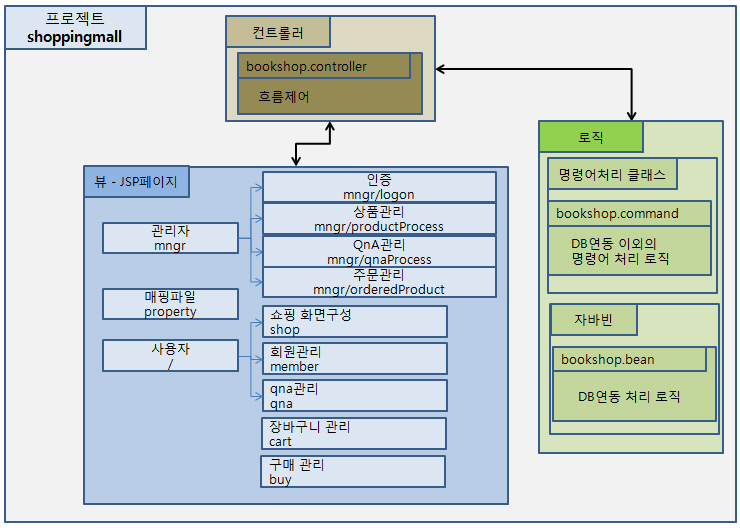 프로젝트
shoppingmall
컨트롤러
bookshop.controller
흐름제어
뷰 - JSP페이지
관리자
mngr
인증
mngr/logon
상품관리
mngr/productProcess
QnA관리
mngr/qnaProcess
주문관리
mngr/orderedProduct
매핑파일
property
사용자
/
쇼핑 화면구성
shop
회원관리
member
qna관리
qna
장바구니 관리
cart
구매 관리
buy
로직
명령어처리 클래스
bookshop.command
DB연동 이외의
명령어 처리 로직
자바빈
bookshop.bean
DB연동 처리 로직